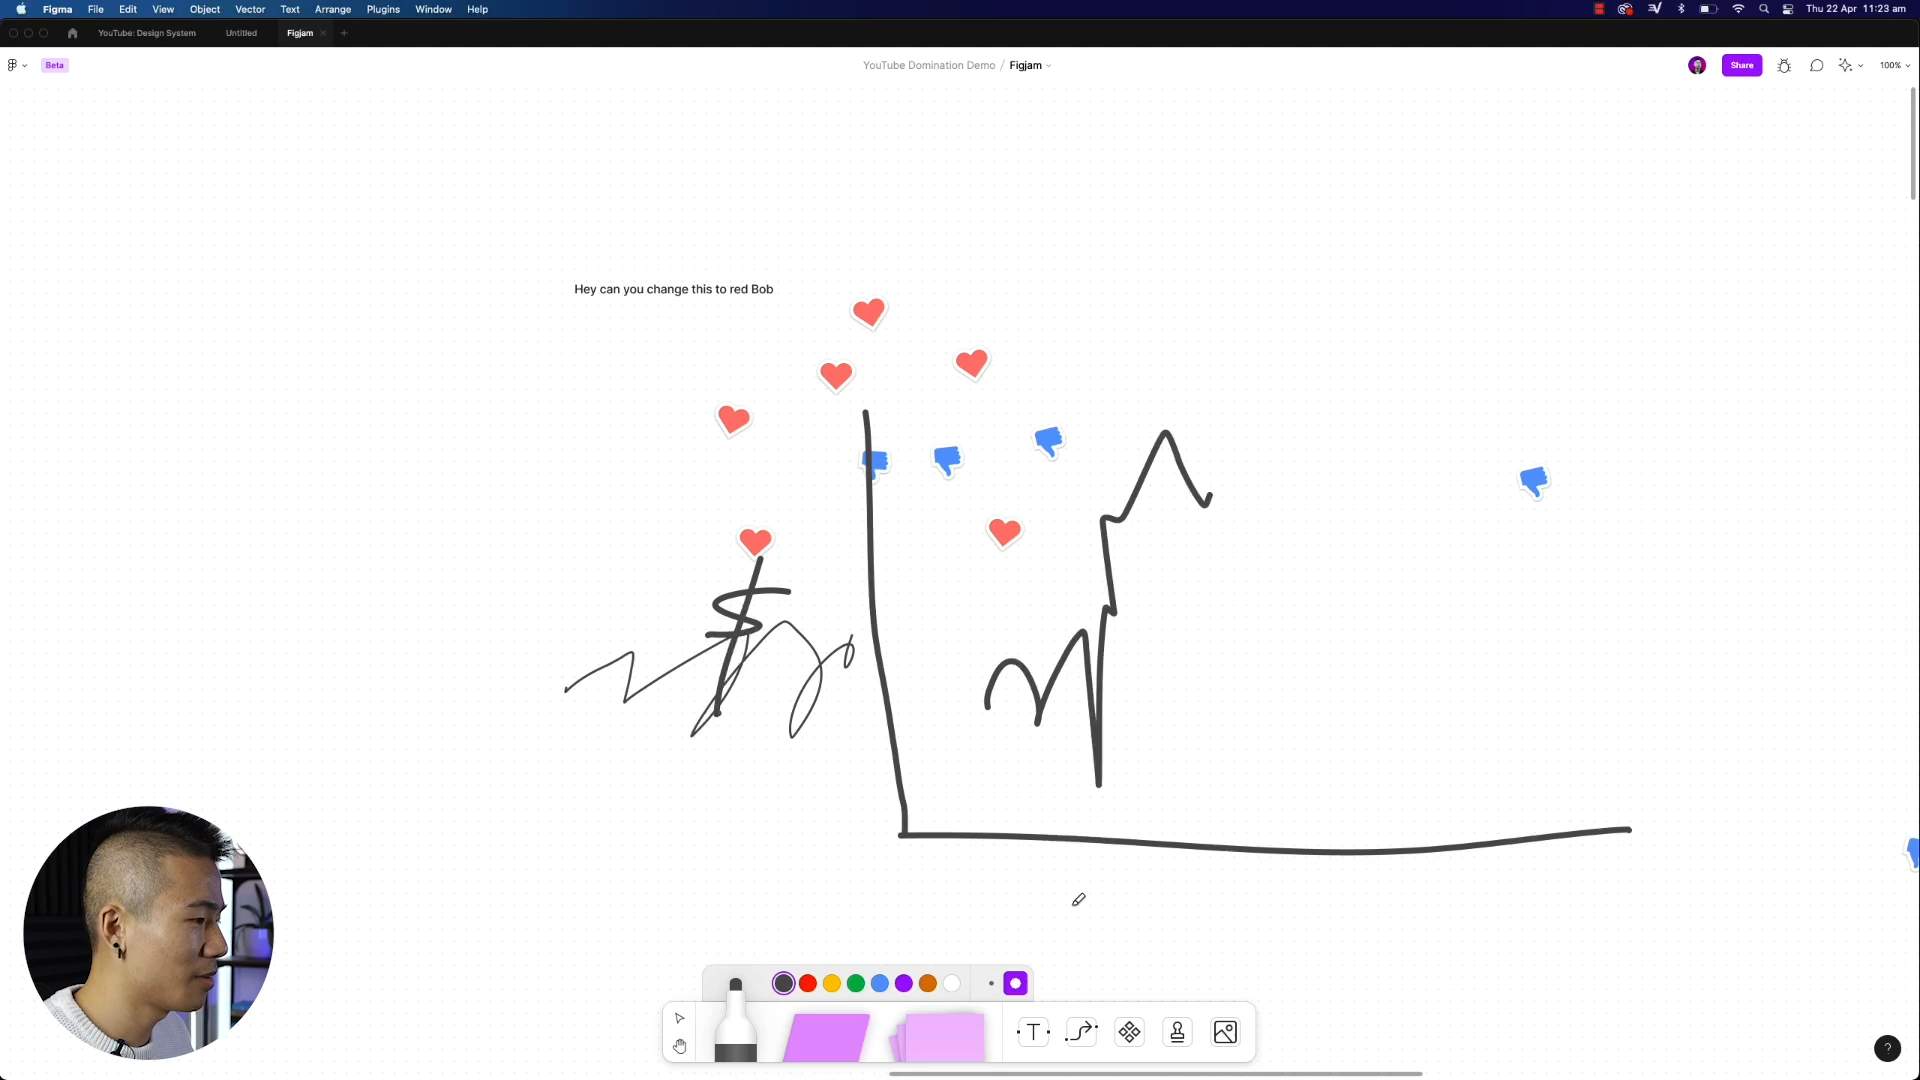 Figma File Edit View Object Vector Text Arrange Plugins Window Help Thu 22 Apr 11:23 am
YouTube: Design System Untitled Figjam
Beta YouTube Domination Demo / Figjam Share 100%
Hey can you change this to red Bob
$
T
?